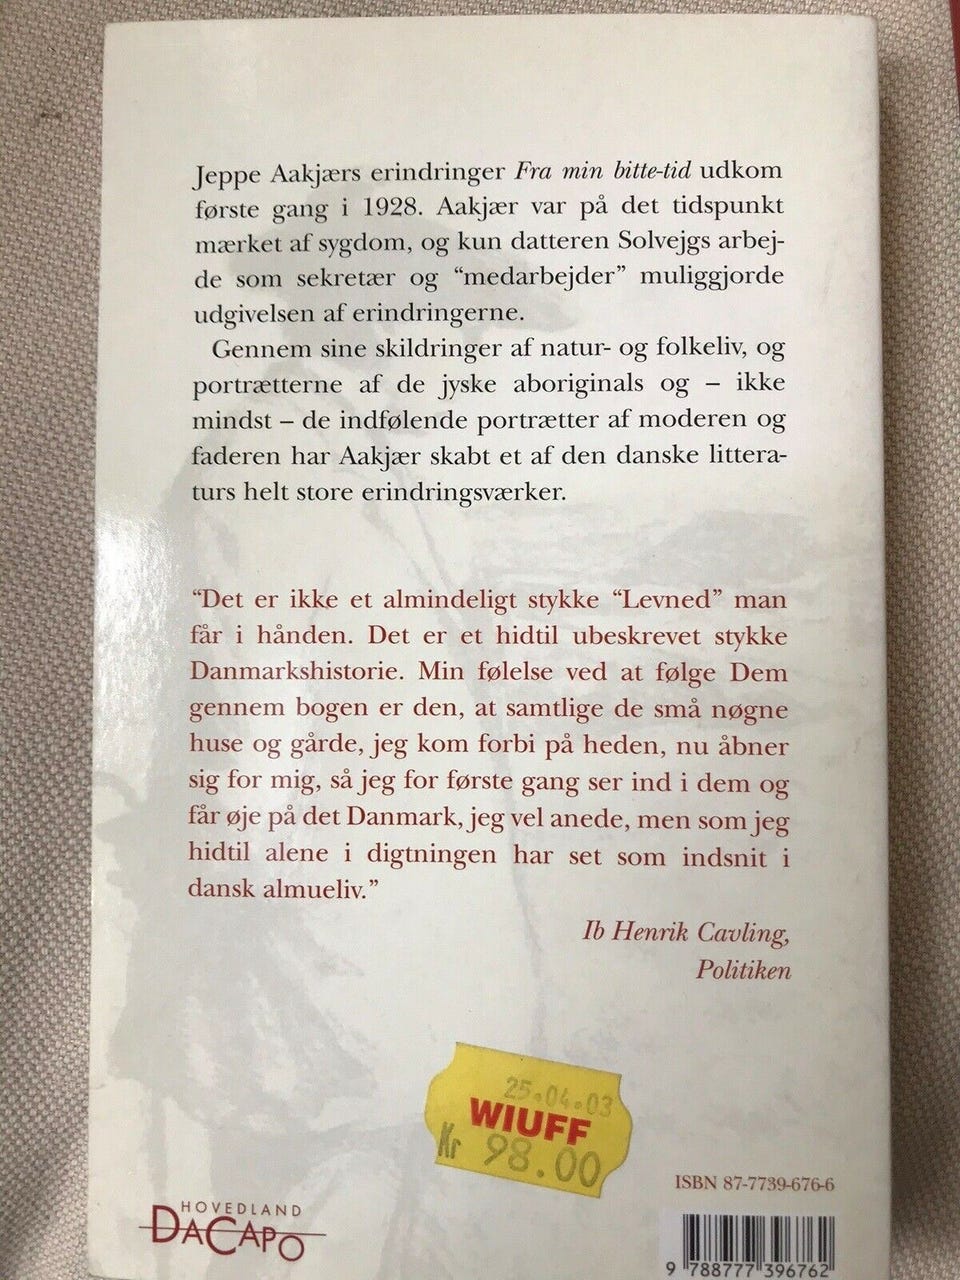 Jeppe Aakjærs erindringer Fra min bitte-tid udkom
første gang i 1928. Aakjær var på det tidspunkt
mærket af sygdom, og kun datteren Solvejgs arbej-
de som sekretær og “medarbejder” muliggjorde
udgivelsen af erindringerne.
Gennem sine skildringer af natur- og folkeliv, og
portrætterne af de jyske aboriginals og – ikke
mindst – de indfølende portrætter af moderen og
faderen har Aakjær skabt et af den danske littera-
turs helt store erindringsværker.
“Det er ikke et almindeligt stykke “Levned” man
får i hånden. Det er et hidtil ubeskrevet stykke
Danmarkshistorie. Min følelse ved at følge Dem
gennem bogen er den, at samtlige de små nøgne
huse og gårde, jeg kom forbi på heden, nu åbner
sig for mig, så jeg for første gang ser ind i dem og
får øje på det Danmark, jeg vel anede, men som jeg
hidtil alene i digtningen har set som indsnit i
dansk almueliv.”
Ib Henrik Cavling,
Politiken
25.04.03
WIUFF
Kr 98.00
ISBN 87-7739-676-6
HOVEDLAND
DACAPO
9 788777 396762